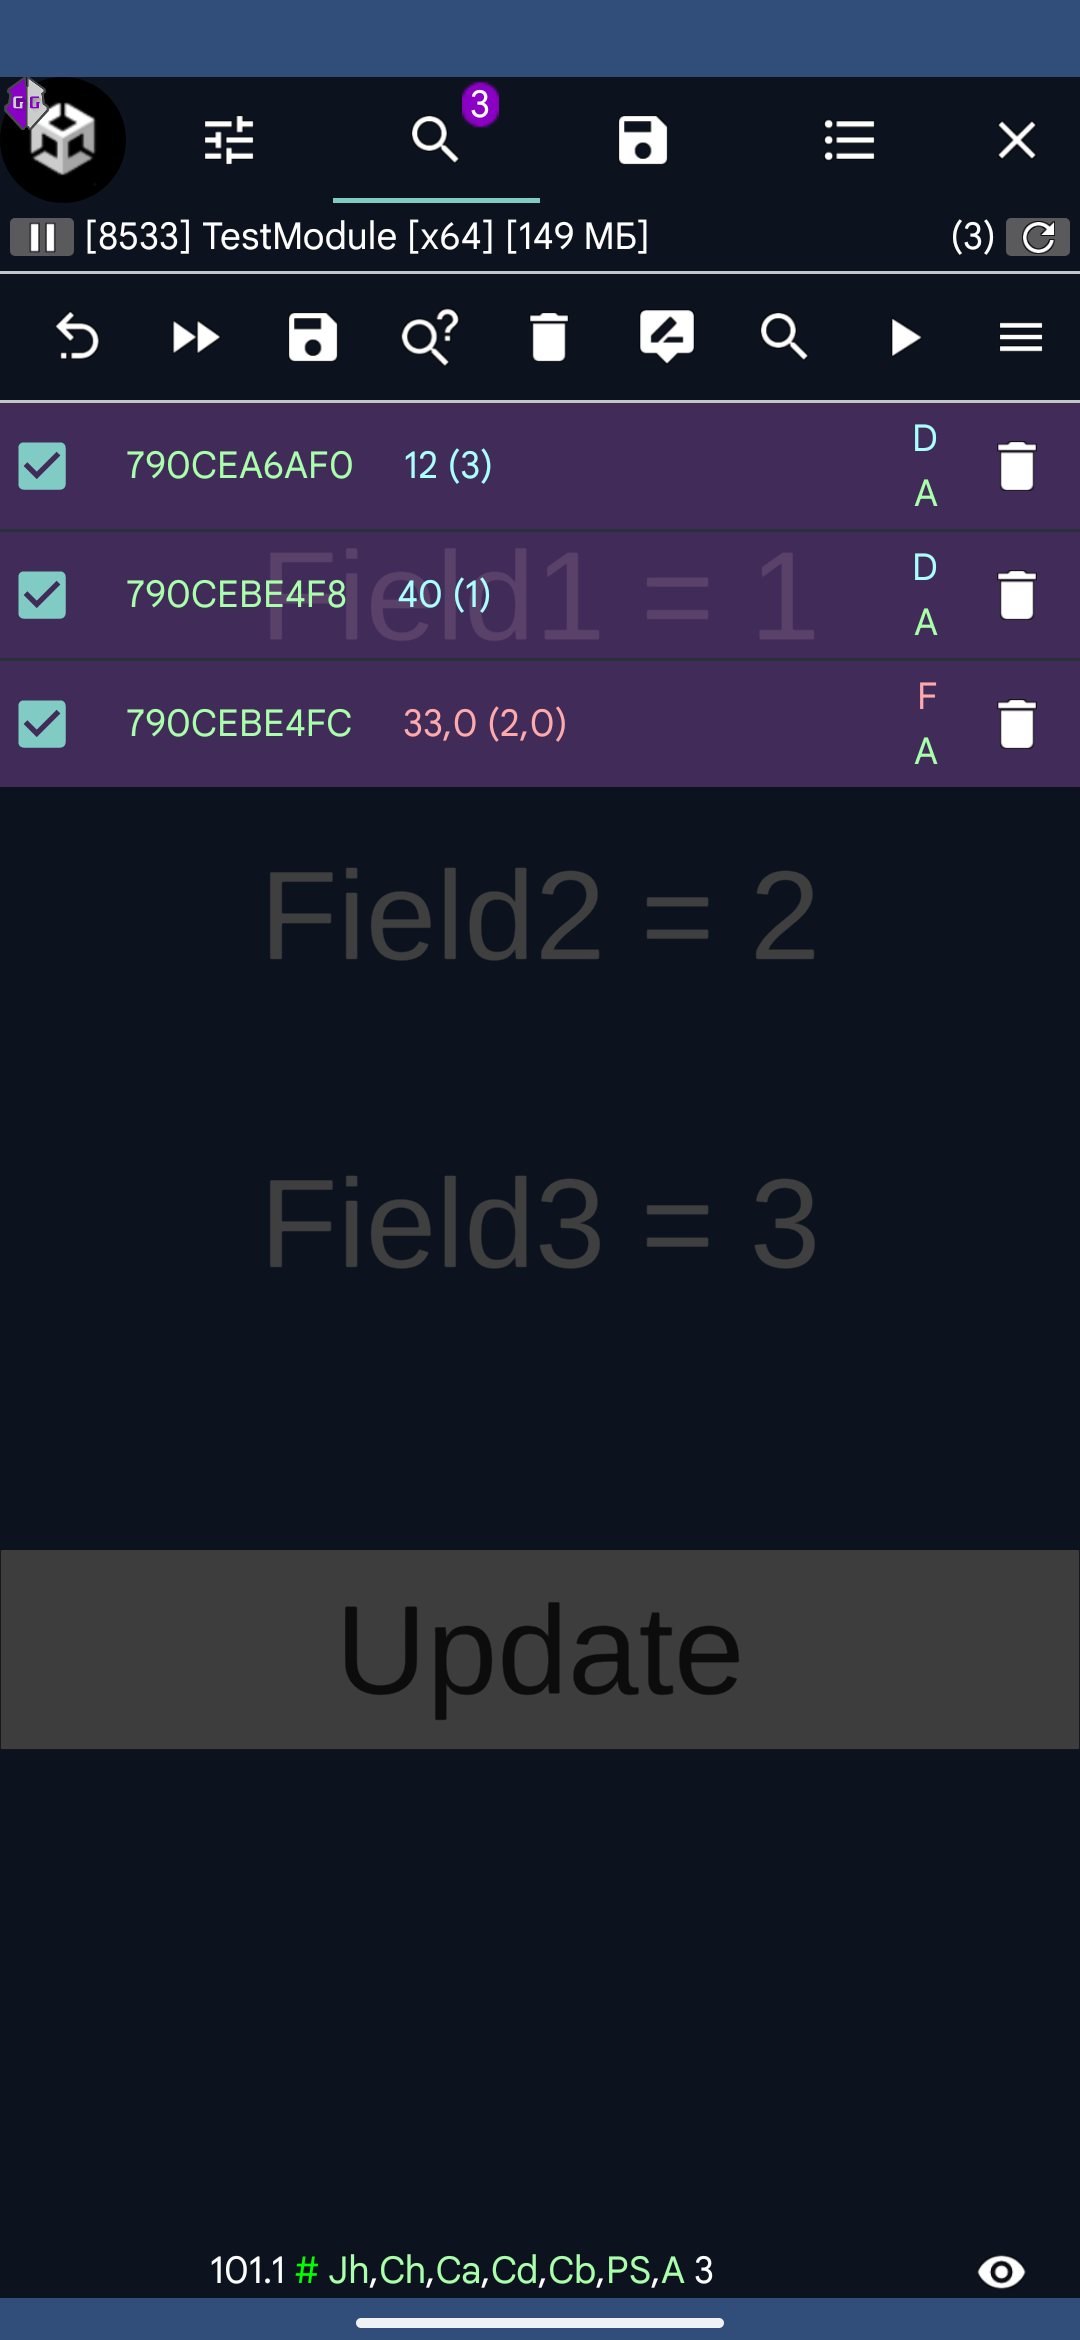 GG
3
[8533] TestModule [x64] [149 МБ] (3)
?
790CEA6AF0 12 (3) D A
790CEBE4F8 40 (1) D A
Field1 = 1
790CEBE4FC 33,0 (2,0) F A
Field2 = 2
Field3 = 3
Update
101.1 # Jh,Ch,Ca,Cd,Cb,PS,A 3